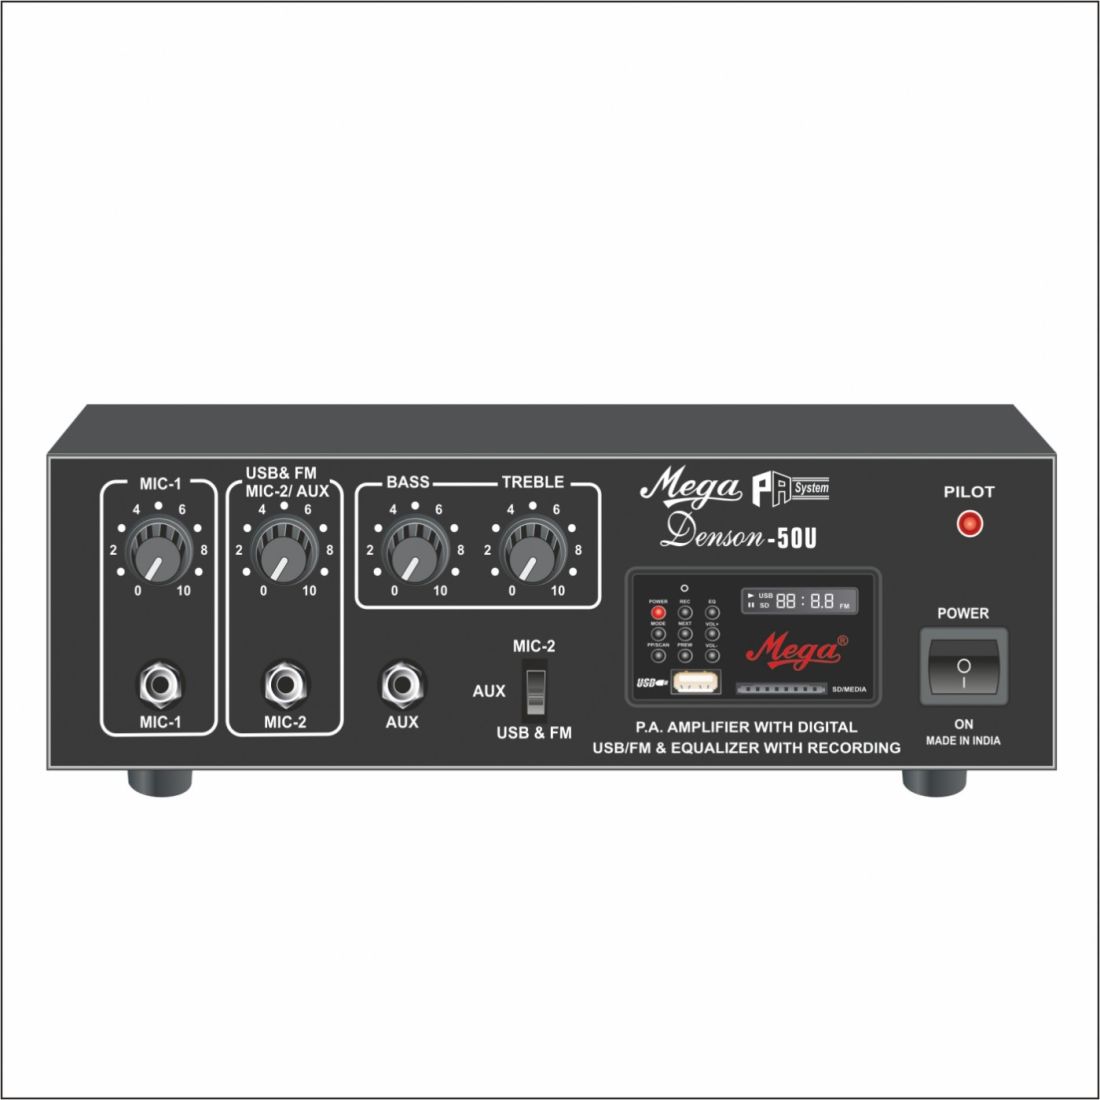 MIC-1
4 6
2 8
0 10
MIC-1
USB& FM
MIC-2/ AUX
4 6
2 8
0 10
MIC-2
BASS
4 6
2 8
0 10
TREBLE
4 6
2 8
0 10
AUX
MIC-2
AUX
USB & FM
Mega PA System
Denson-50U
POWER REC EQ
MODE NEXT VOL+
PP/SCAN PREW VOL-
USB
SD
88:8.8 FM
Mega®
USB
SD/MEDIA
P.A. AMPLIFIER WITH DIGITAL
USB/FM & EQUALIZER WITH RECORDING
PILOT
POWER
O
I
ON
MADE IN INDIA